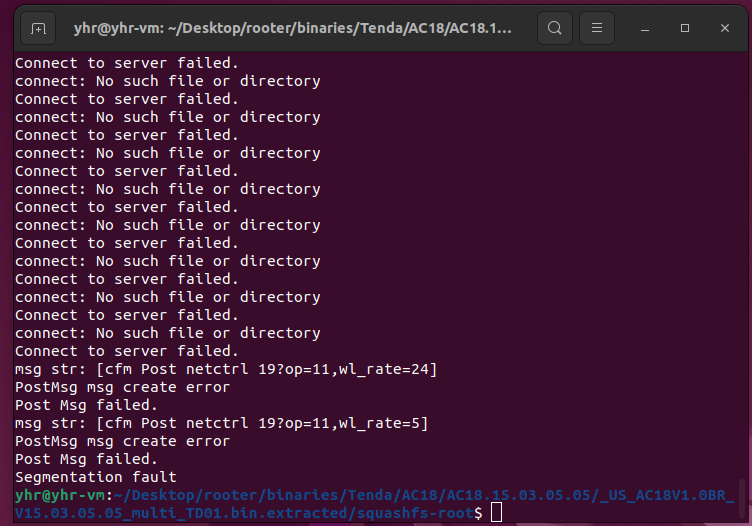 yhr@yhr-vm: ~/Desktop/rooter/binaries/Tenda/AC18/AC18.1...
Connect to server failed.
connect: No such file or directory
Connect to server failed.
connect: No such file or directory
Connect to server failed.
connect: No such file or directory
Connect to server failed.
connect: No such file or directory
Connect to server failed.
connect: No such file or directory
Connect to server failed.
connect: No such file or directory
Connect to server failed.
connect: No such file or directory
Connect to server failed.
connect: No such file or directory
Connect to server failed.
msg str: [cfm Post netctrl 19?op=11,wl_rate=24]
PostMsg msg create error
Post Msg failed.
msg str: [cfm Post netctrl 19?op=11,wl_rate=5]
PostMsg msg create error
Post Msg failed.
Segmentation fault
yhr@yhr-vm:~/Desktop/rooter/binaries/Tenda/AC18/AC18.15.03.05.05/_US_AC18V1.0BR_
V15.03.05.05_multi_TD01.bin.extracted/squashfs-root$